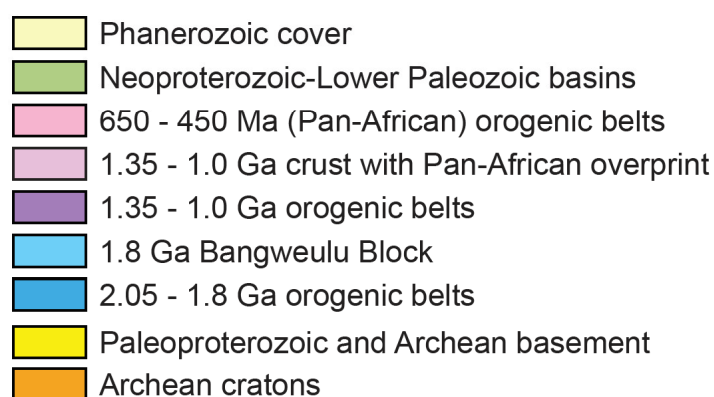 Phanerozoic cover
Neoproterozoic-Lower Paleozoic basins
650 - 450 Ma (Pan-African) orogenic belts
1.35 - 1.0 Ga crust with Pan-African overprint
1.35 - 1.0 Ga orogenic belts
1.8 Ga Bangweulu Block
2.05 - 1.8 Ga orogenic belts
Paleoproterozoic and Archean basement
Archean cratons